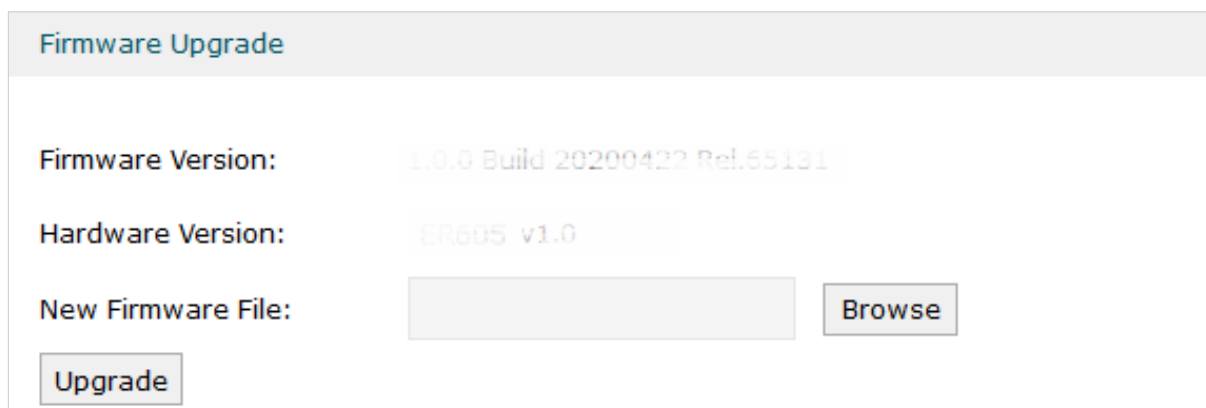 Firmware Upgrade
Firmware Version: 1.0.0 Build 20200422 Rel.65131
Hardware Version: ER605 v1.0
New Firmware File: Browse
Upgrade